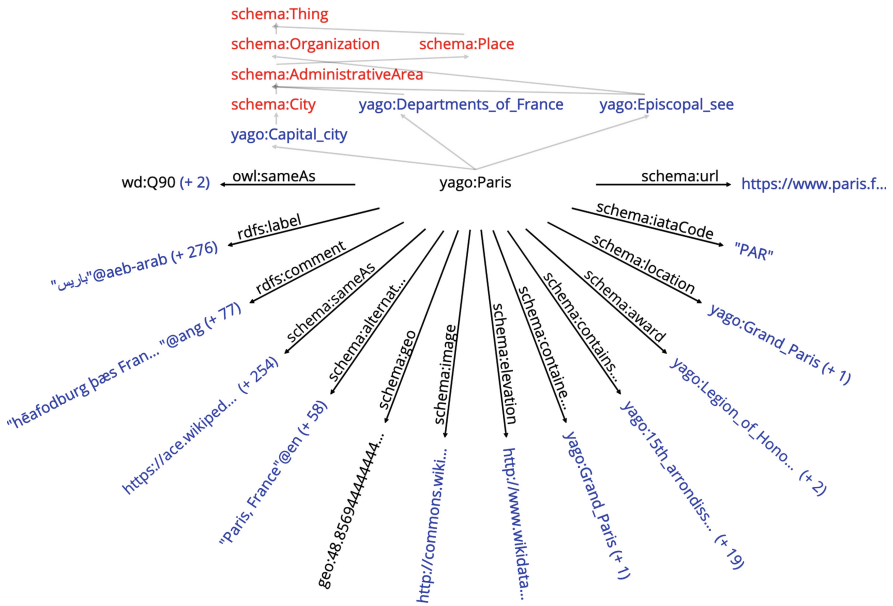 schema:Thing
schema:Organization
schema:Place
schema:AdministrativeArea
schema:City
yago:Departments_of_France
yago:Episcopal_see
yago:Capital_city
wd:Q90 (+ 2)
owl:sameAs
yago:Paris
schema:url
https://www.paris.f...
rdfs:label
"باريس"@aeb-arab (+ 276)
schema:iataCode
"PAR"
rdfs:comment
"hēafodburg þæs Fran... "@ang (+ 77)
schema:location
yago:Grand_Paris (+ 1)
schema:sameAs
https://ace.wikiped... (+ 254)
schema:award
yago:Legion_of_Hono... (+ 2)
schema:alternat...
"Paris, France"@en (+ 58)
schema:contains...
yago:15th_arrondiss... (+ 19)
schema:geo
geo:48.856944444444...
schema:image
http://commons.wiki...
schema:elevation
http://www.wikidata...
schema:containe...
yago:Grand_Paris (+ 1)